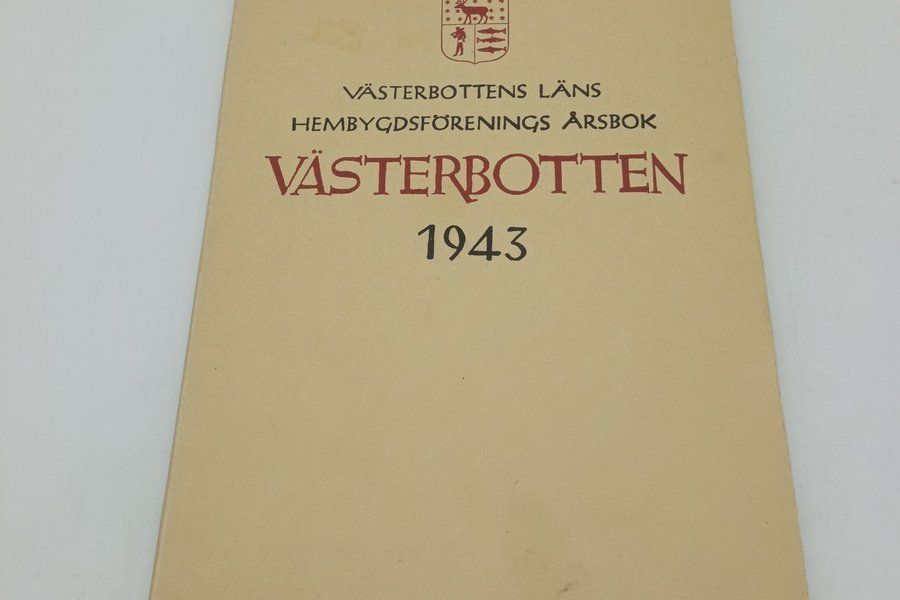 VÄSTERBOTTENS LÄNS
HEMBYGDSFÖRENINGS ÅRSBOK
VÄSTERBOTTEN
1943